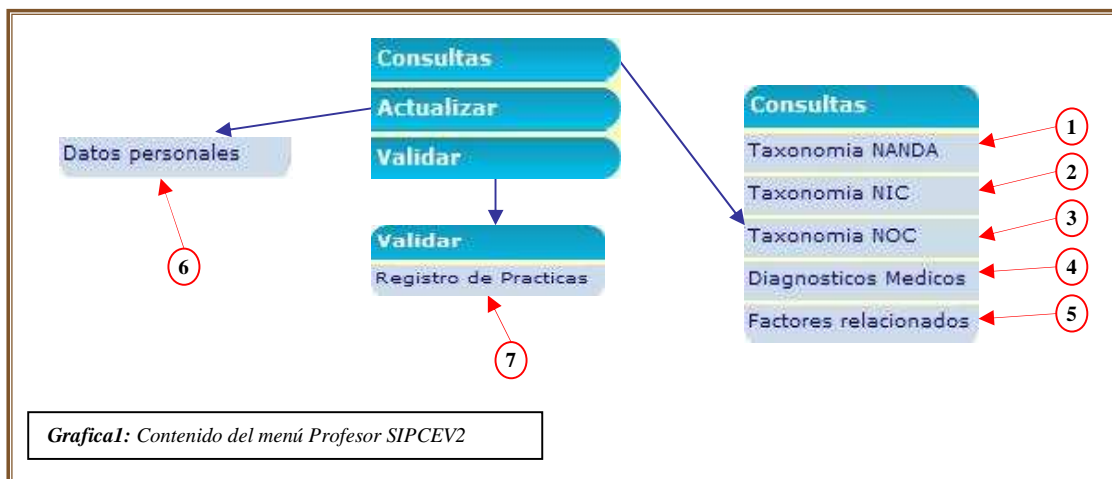 Consultas
Actualizar
Validar
Datos personales
6
Validar
Registro de Practicas
7
Consultas
Taxonomia NANDA
1
Taxonomia NIC
2
Taxonomia NOC
3
Diagnosticos Medicos
4
Factores relacionados
5
Grafica1: Contenido del menú Profesor SIPCEV2